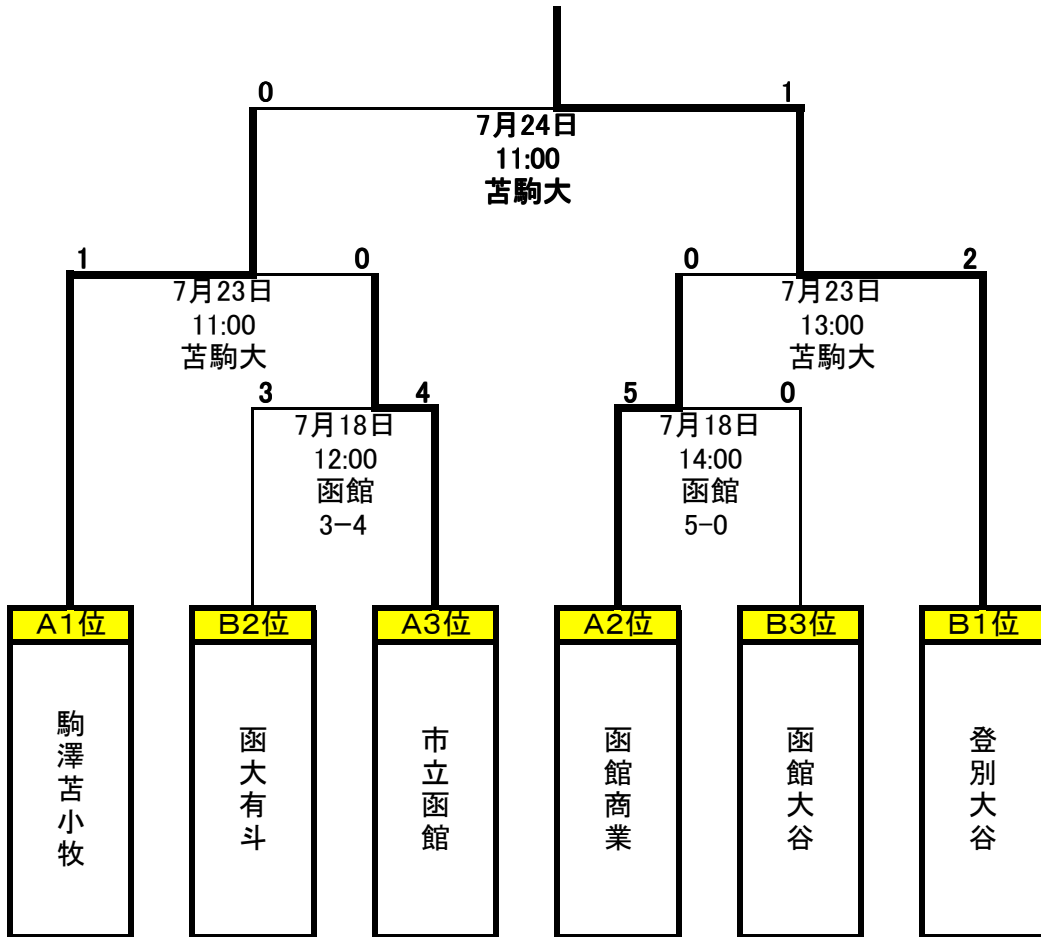 0
1
7月24日
11:00
苫駒大
1
0
0
2
7月23日
11:00
苫駒大
7月23日
13:00
苫駒大
3
4
5
0
7月18日
12:00
函館
3−4
7月18日
14:00
函館
5-0
A1位
B2位
A3位
A2位
B3位
B1位
駒澤苫小牧
函大有斗
市立函館
函館商業
函館大谷
登別大谷